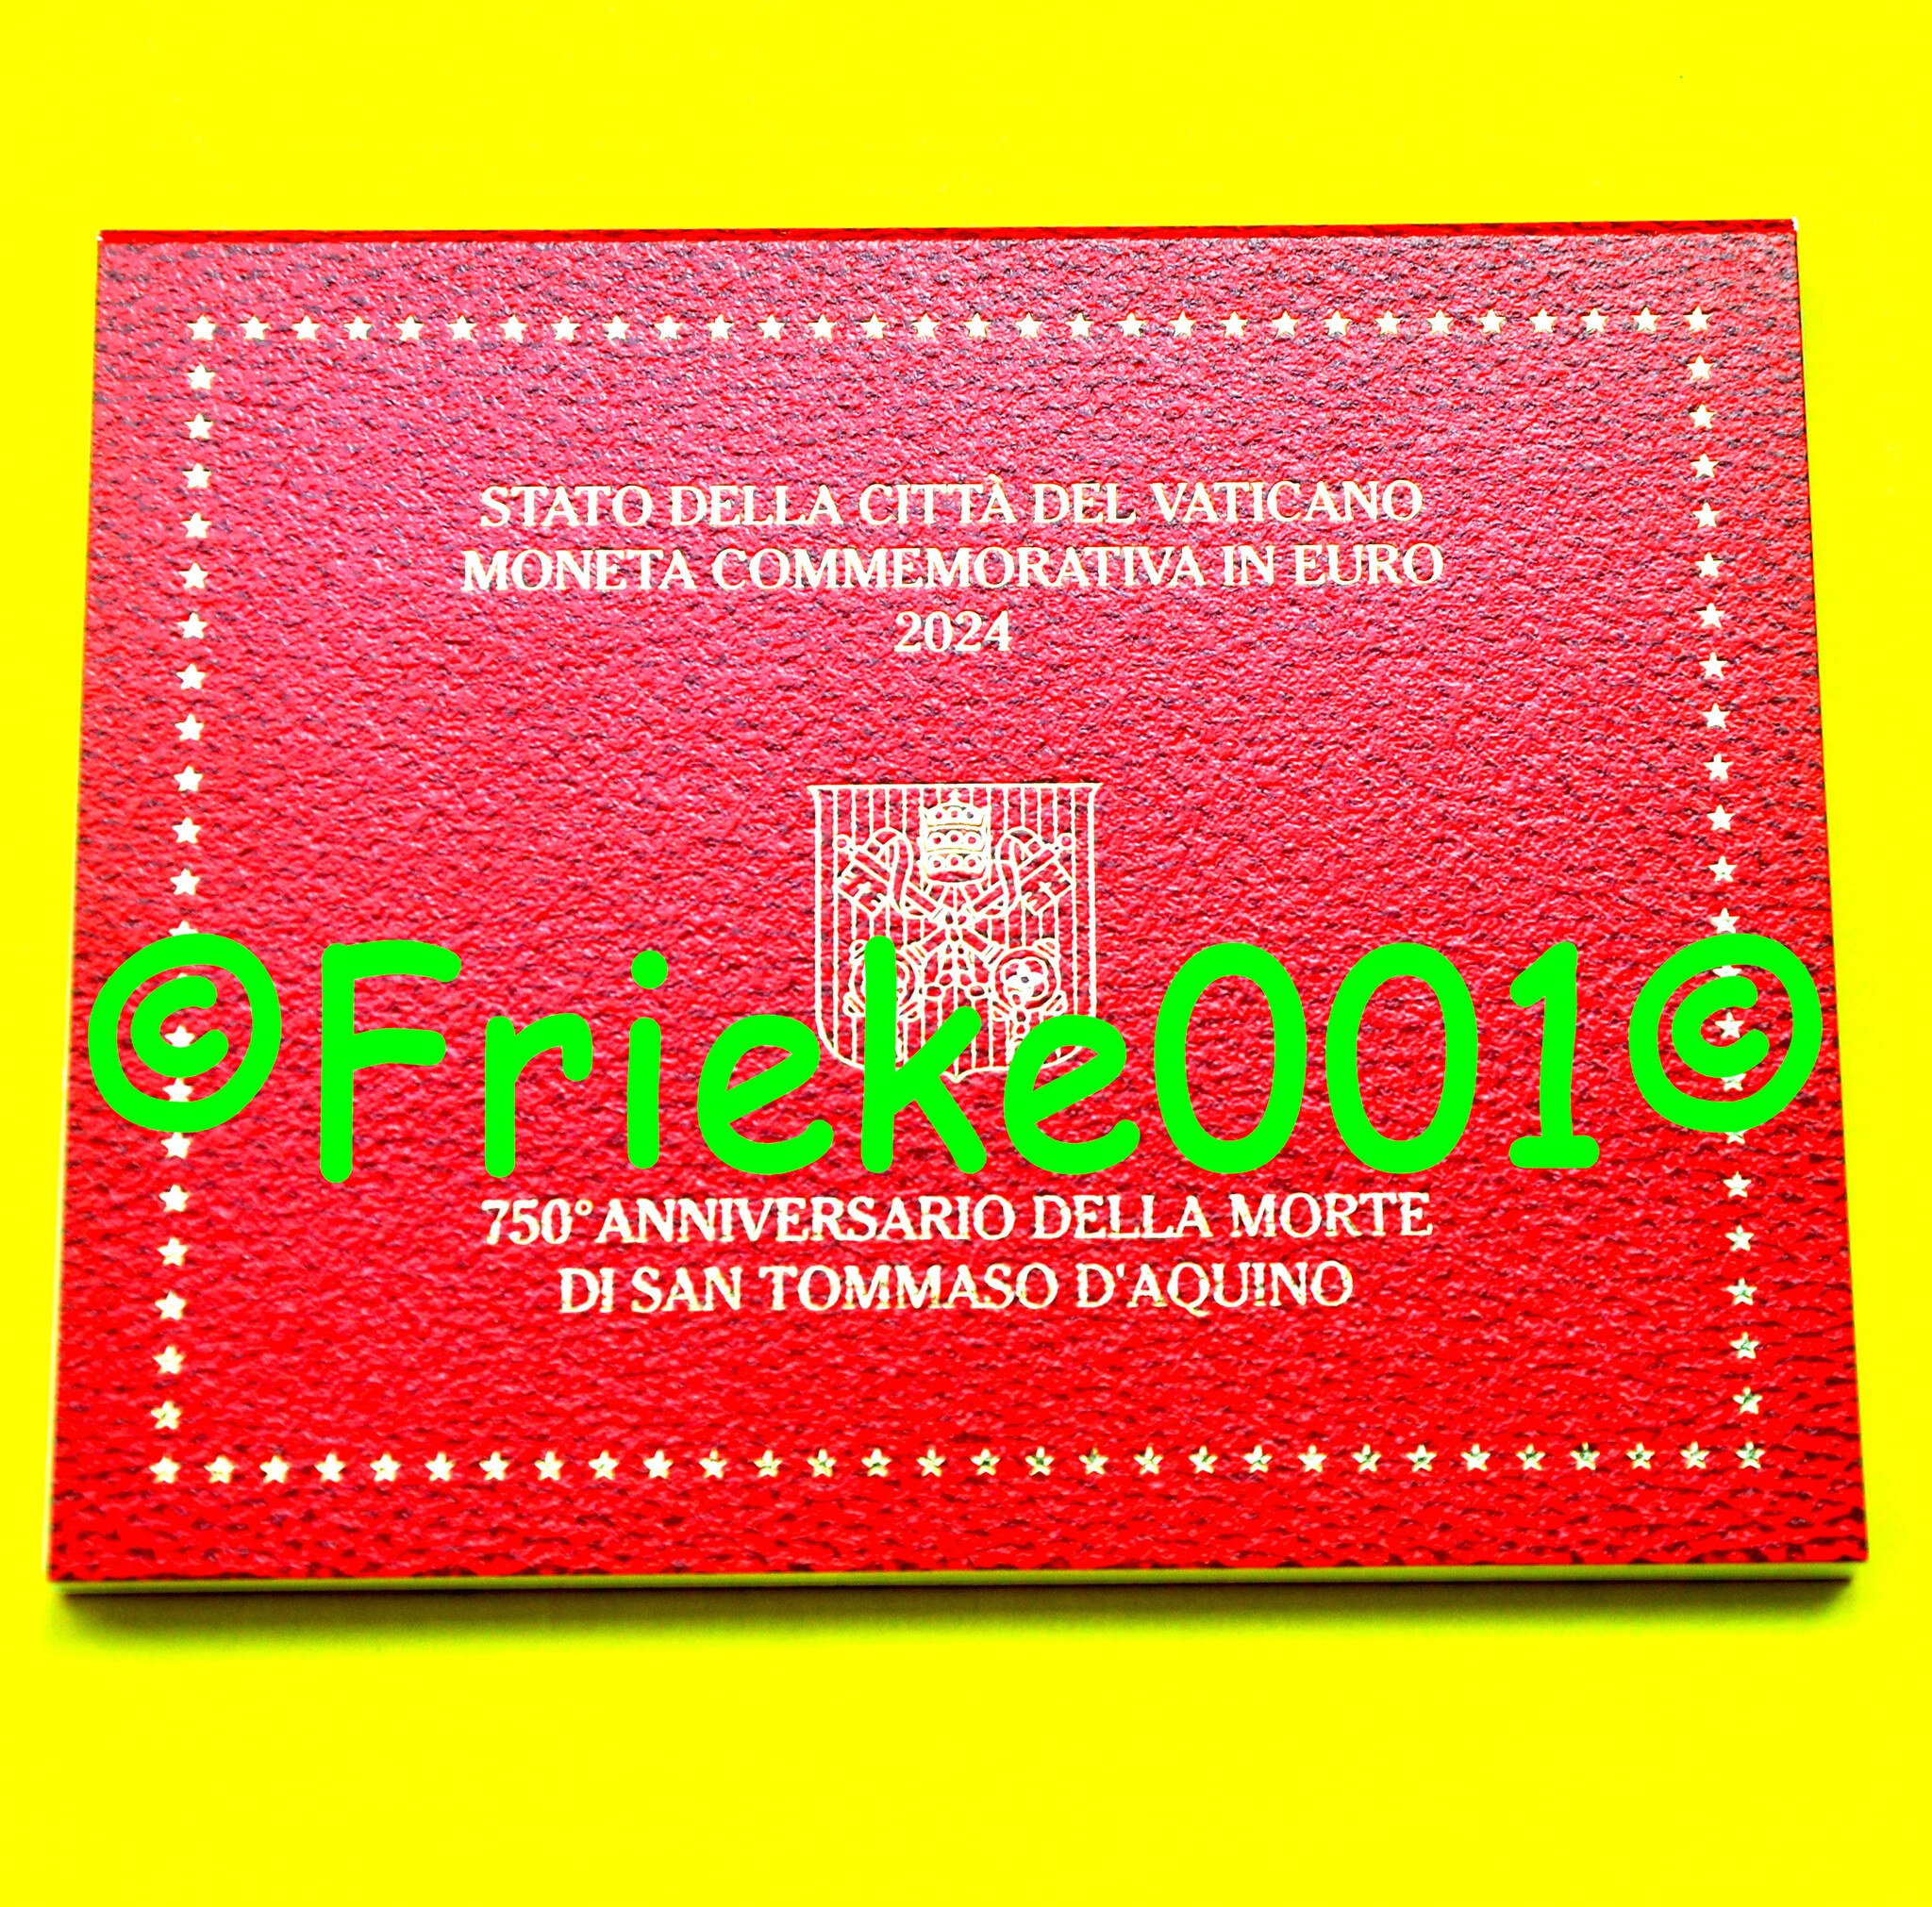 STATO DELLA CITTÀ DEL VATICANO
MONETA COMMEMORATIVA IN EURO
2024
©Frieke001©
750° ANNIVERSARIO DELLA MORTE
DI SAN TOMMASO D'AQUINO